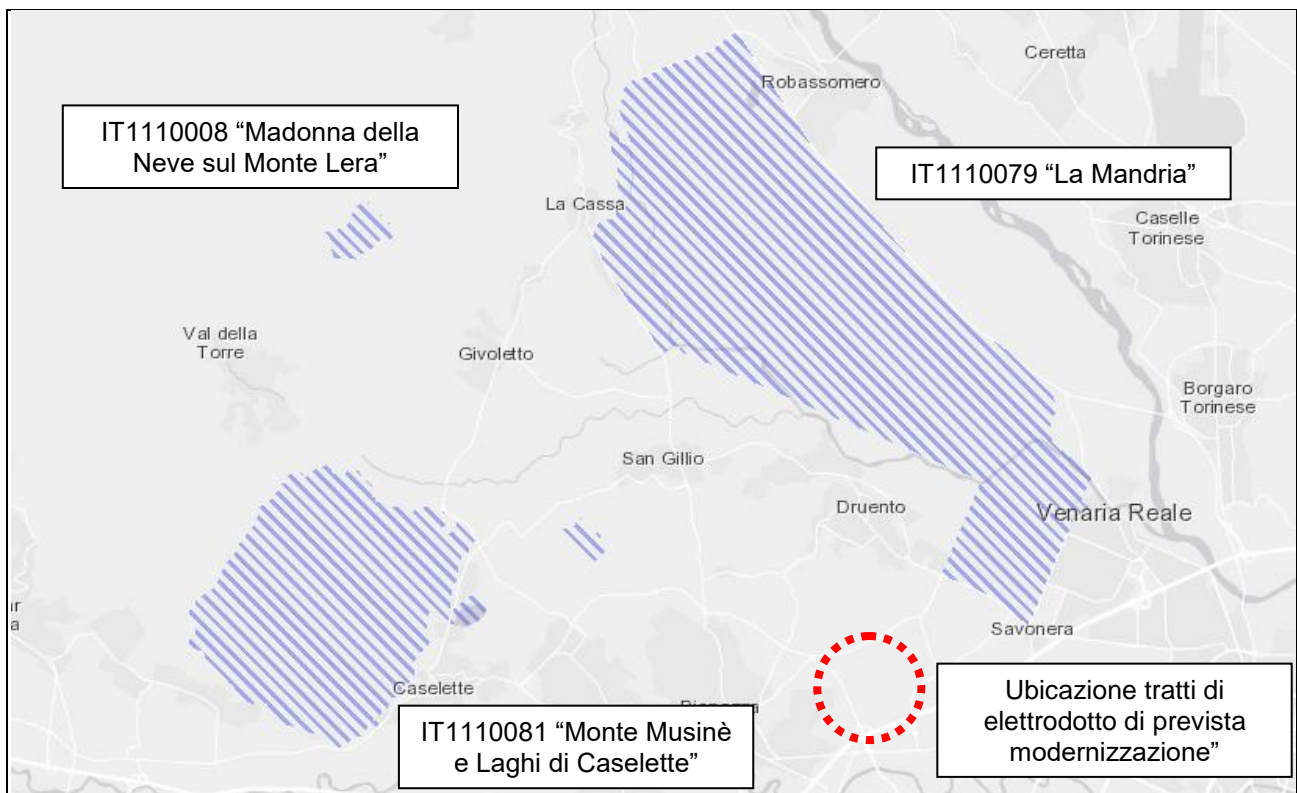 Ceretta
Robassomero
IT1110008 “Madonna della
Neve sul Monte Lera”
IT1110079 “La Mandria”
La Cassa
Caselle
Torinese
Val della
Torre
Givoletto
Borgaro
Torinese
San Gillio
Druento
Venaria Reale
Savonera
Caselette
IT1110081 “Monte Musinè
e Laghi di Caselette”
Ubicazione tratti di
elettrodotto di prevista
modernizzazione”